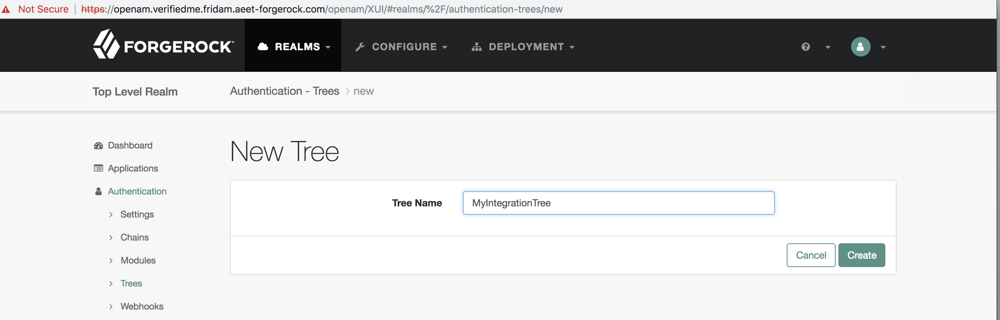 Not Secure https://openam.verifiedme.fridam.aeet-forgerock.com/openam/XUI/#realms/%2F/authentication-trees/new
FORGEROCK REALMS CONFIGURE DEPLOYMENT
Top Level Realm Authentication - Trees > new
Dashboard
New Tree
Applications
Authentication
Tree Name MyIntegrationTree
Settings
Chains
Cancel Create
Modules
Trees
Webhooks